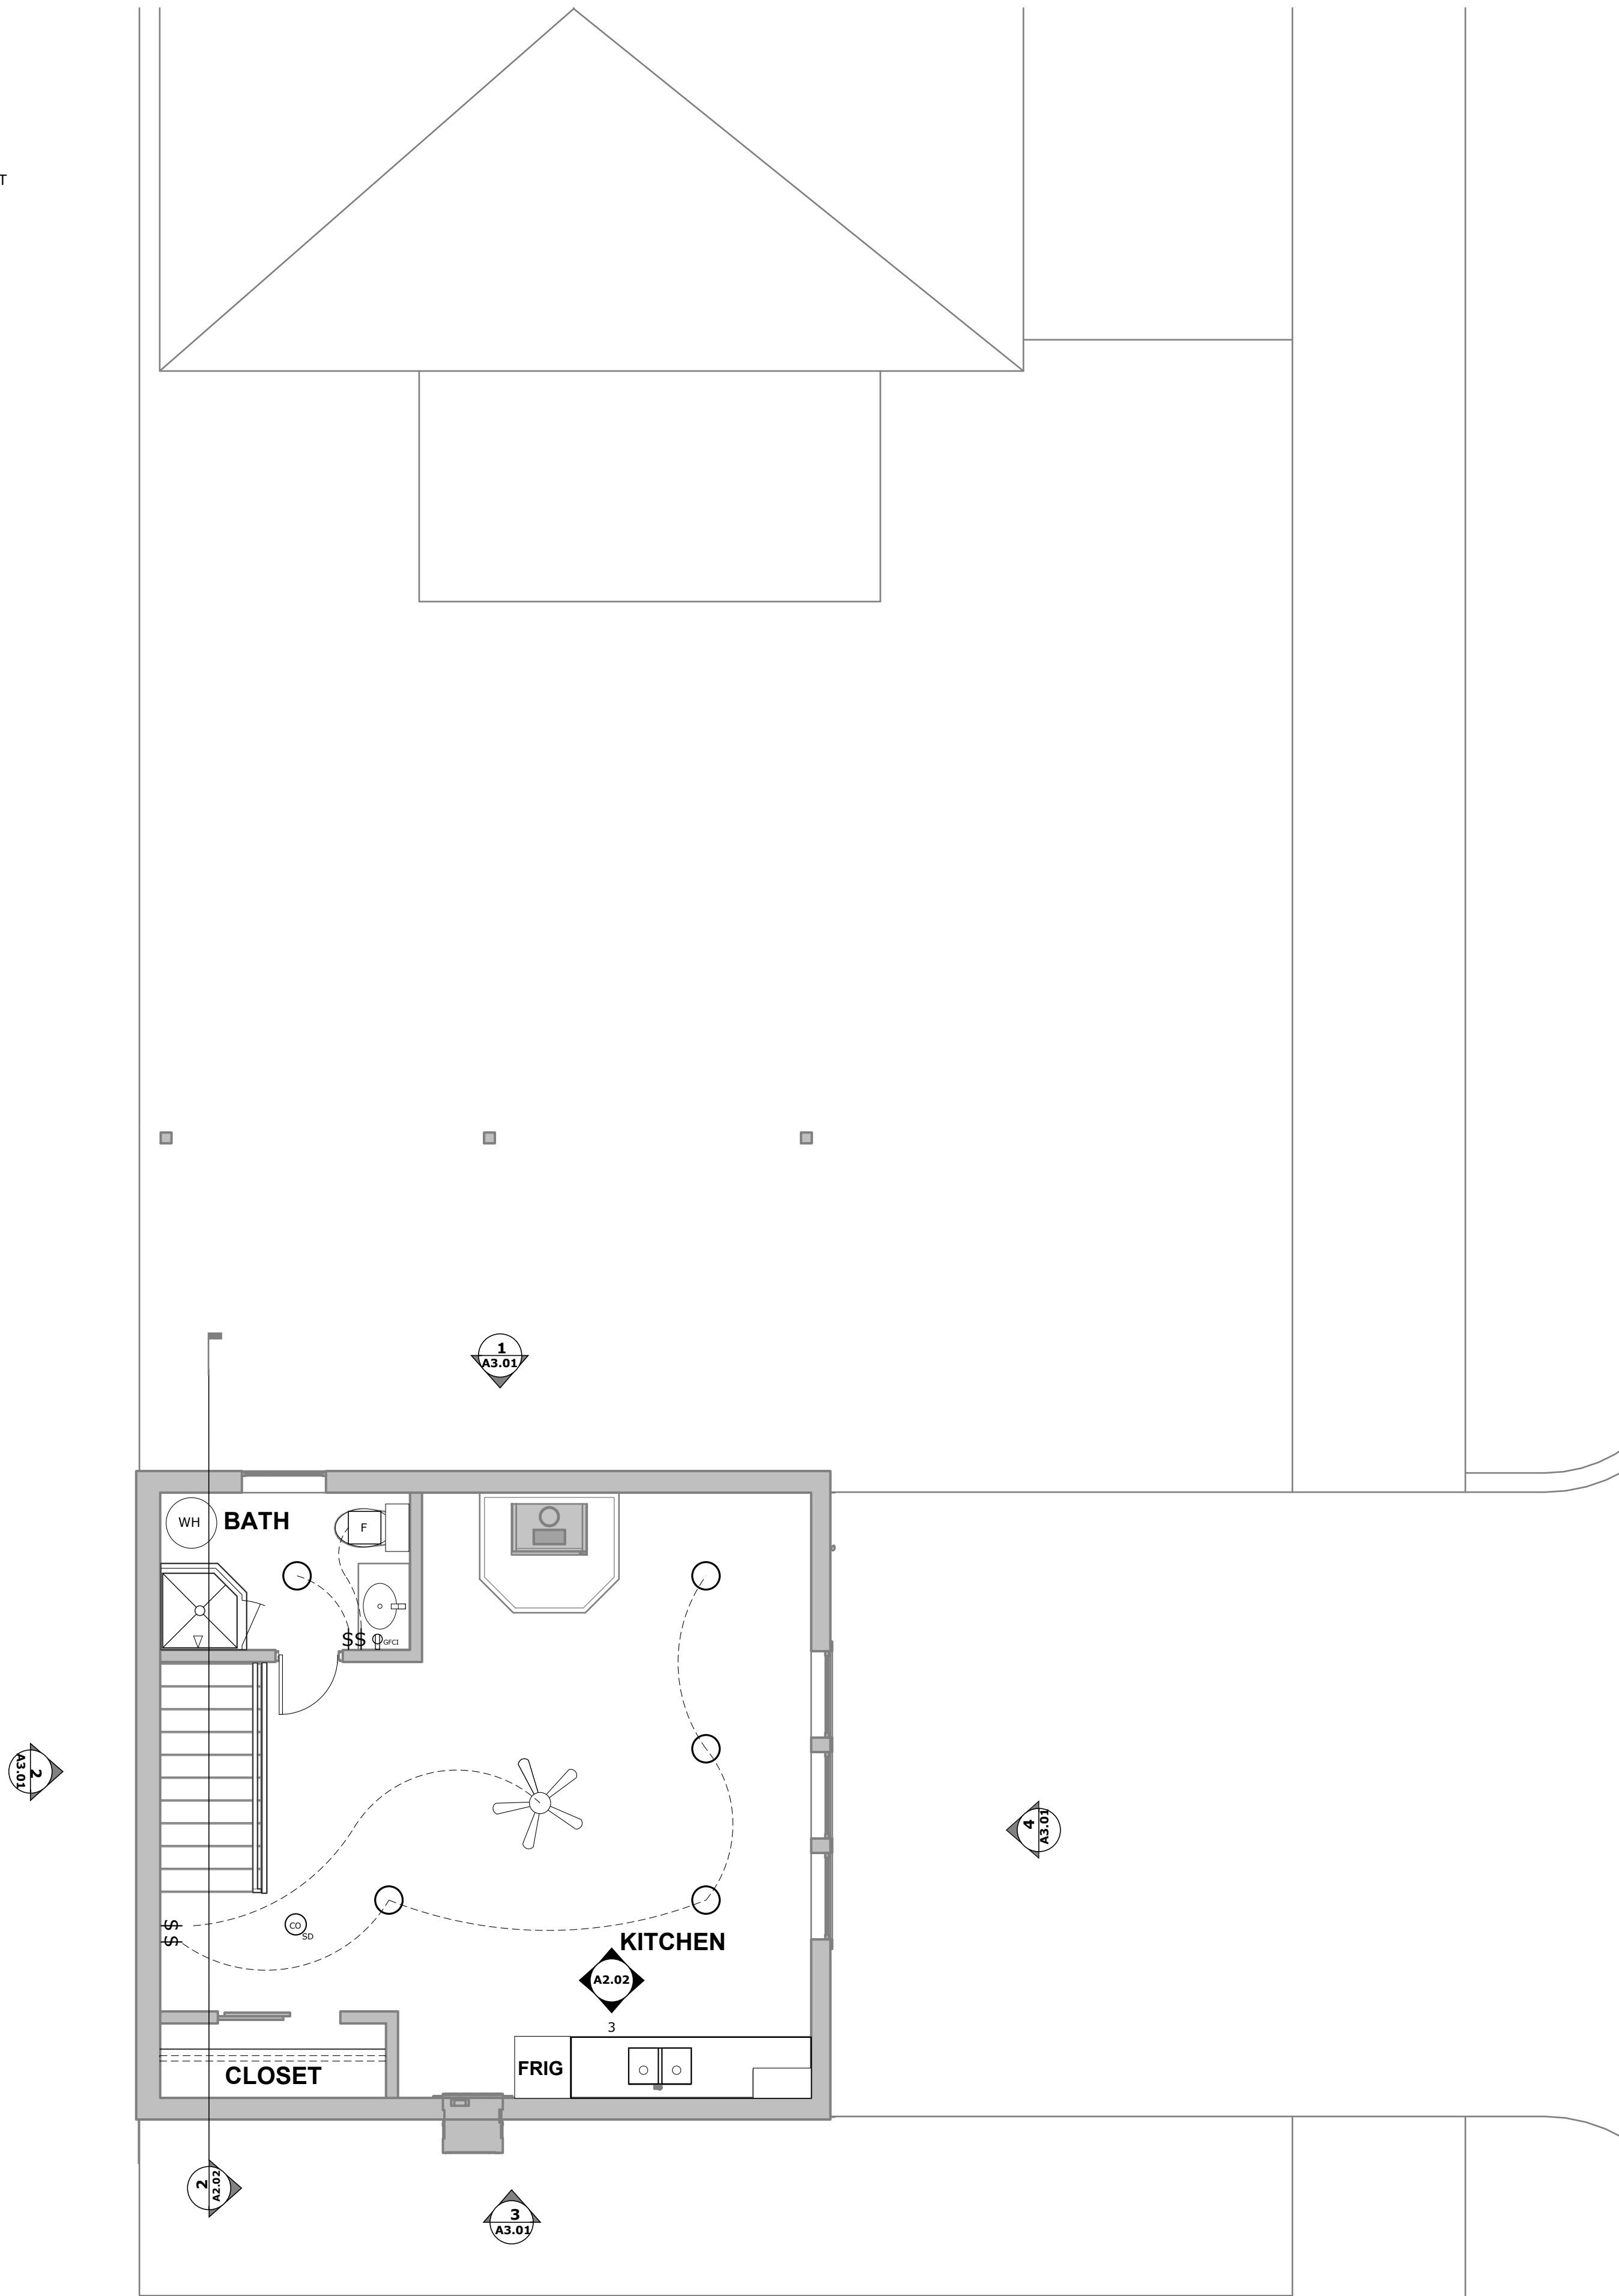 T
1
A3.01
WH
BATH
F
$$
GFCI
2
A3.01
4
A3.01
$
$
CO
SD
KITCHEN
A2.02
3
FRIG
CLOSET
2
A2.02
3
A3.01